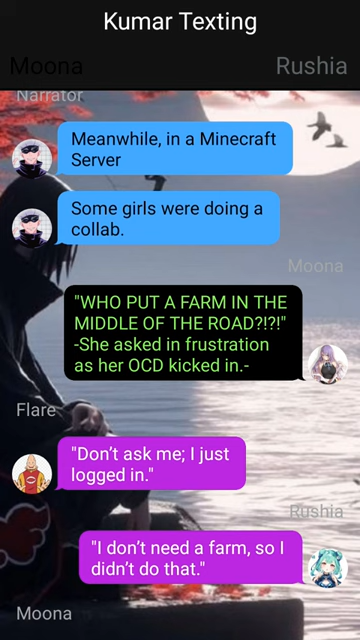 Kumar Texting
Moona
Rushia
Narrator
Meanwhile, in a Minecraft
Server
Some girls were doing a
collab.
Moona
"WHO PUT A FARM IN THE
MIDDLE OF THE ROAD?!?!"
-She asked in frustration
as her OCD kicked in.-
Flare
"Don't ask me; I just
logged in."
Rushia
"I don't need a farm, so I
didn't do that."
Moona